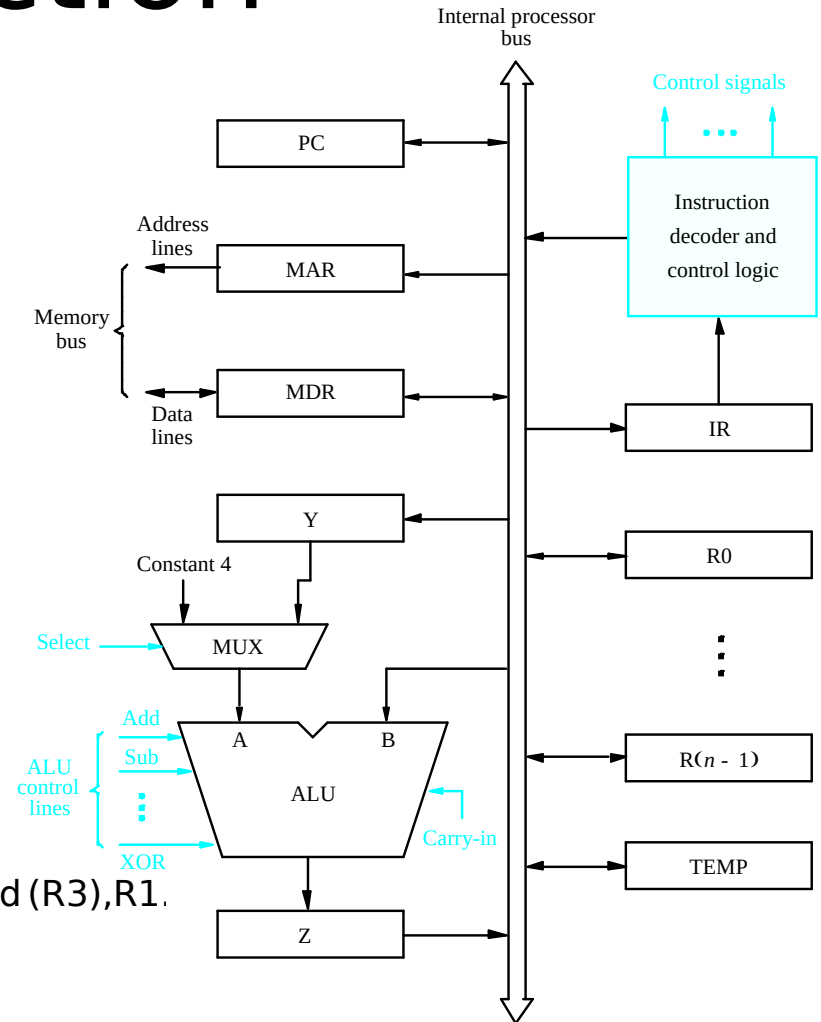 Internal processor
bus
Control signals
PC
Instruction
decoder and
control logic
Address
lines
MAR
Memory
bus
MDR
Data
lines
IR
Y
Constant 4
R0
Select
MUX
Add
A
B
Sub
ALU
control
lines
ALU
R(n - 1)
Carry-in
XOR
TEMP
d (R3),R1.
Z